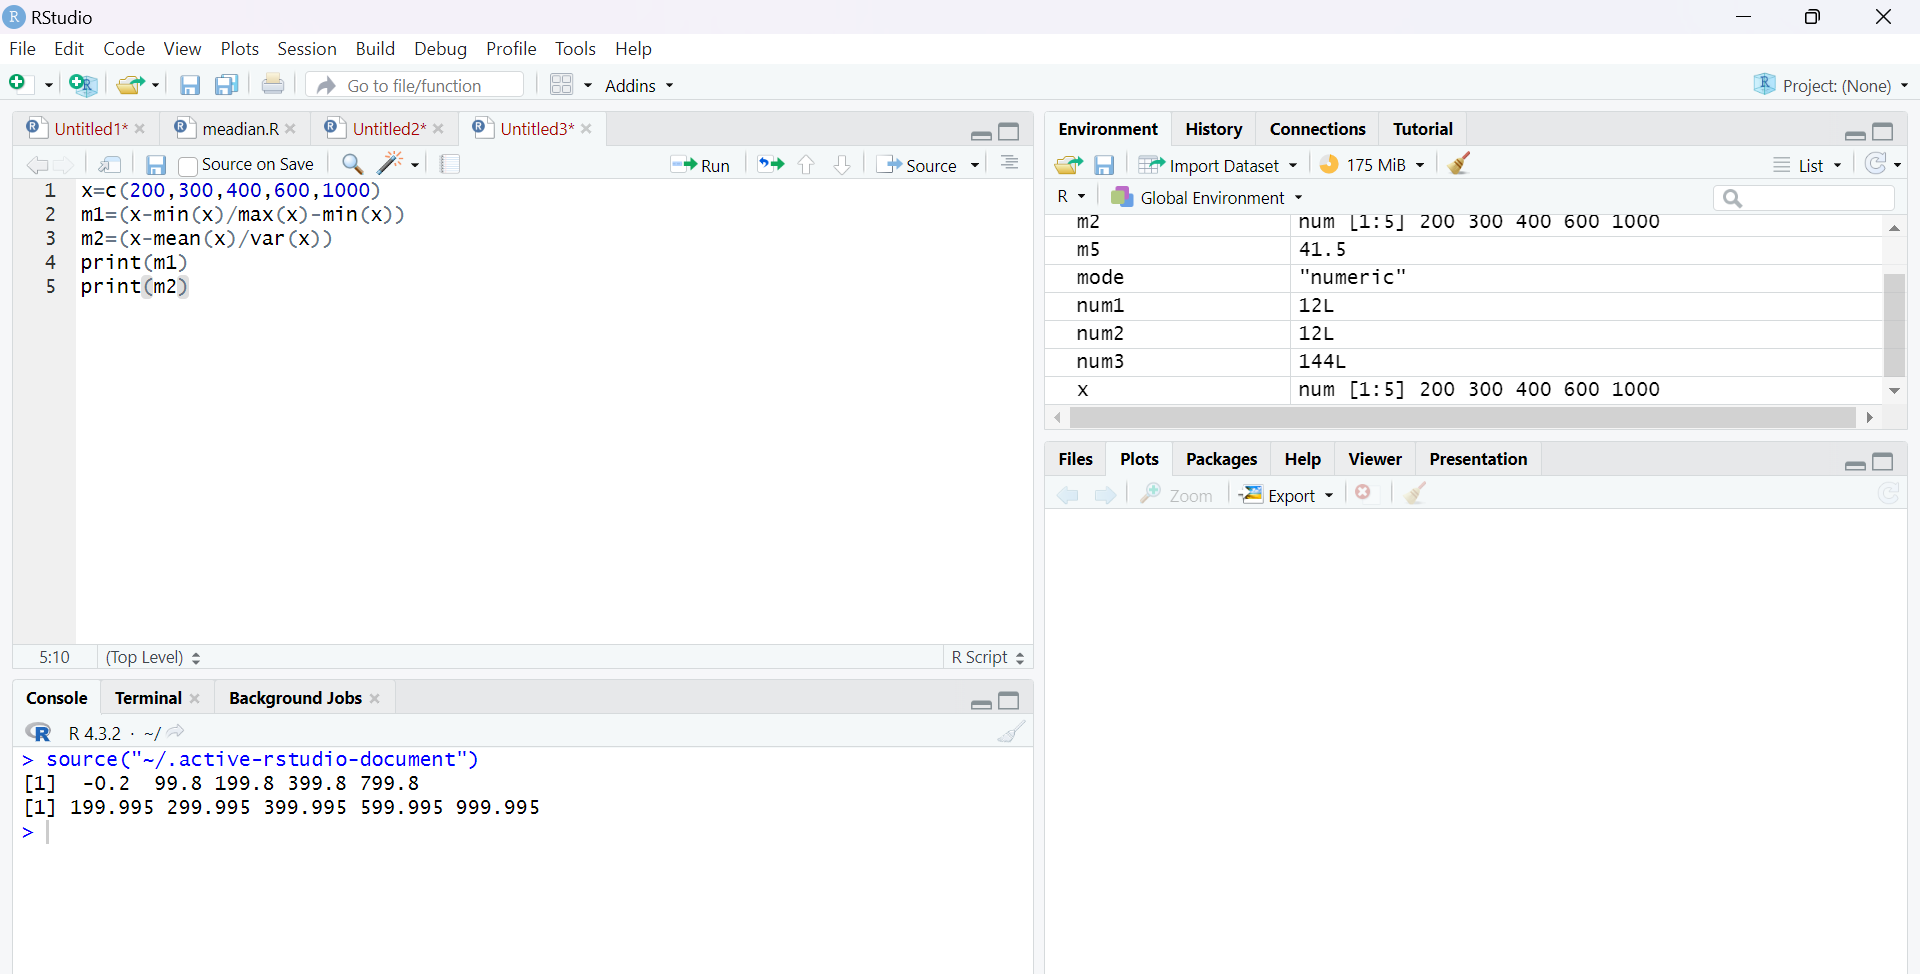 RStudio
File Edit Code View Plots Session Build Debug Profile Tools Help
Go to file/function Addins Project: (None)
Untitled1* meadian.R Untitled2* Untitled3*
Source on Save Run Source
1 x=c(200,300,400,600,1000)
2 m1=(x-min(x)/max(x)-min(x))
3 m2=(x-mean(x)/var(x))
4 print(m1)
5 print(m2)
5:10 (Top Level) R Script
Console Terminal Background Jobs
R 4.3.2 · ~/
> source("~/.active-rstudio-document")
[1] -0.2 99.8 199.8 399.8 799.8
[1] 199.995 299.995 399.995 599.995 999.995
>
Environment History Connections Tutorial
Import Dataset 175 MiB List
R Global Environment
m2 num [1:5] 200 300 400 600 1000
m5 41.5
mode "numeric"
num1 12L
num2 12L
num3 144L
x num [1:5] 200 300 400 600 1000
Files Plots Packages Help Viewer Presentation
Zoom Export